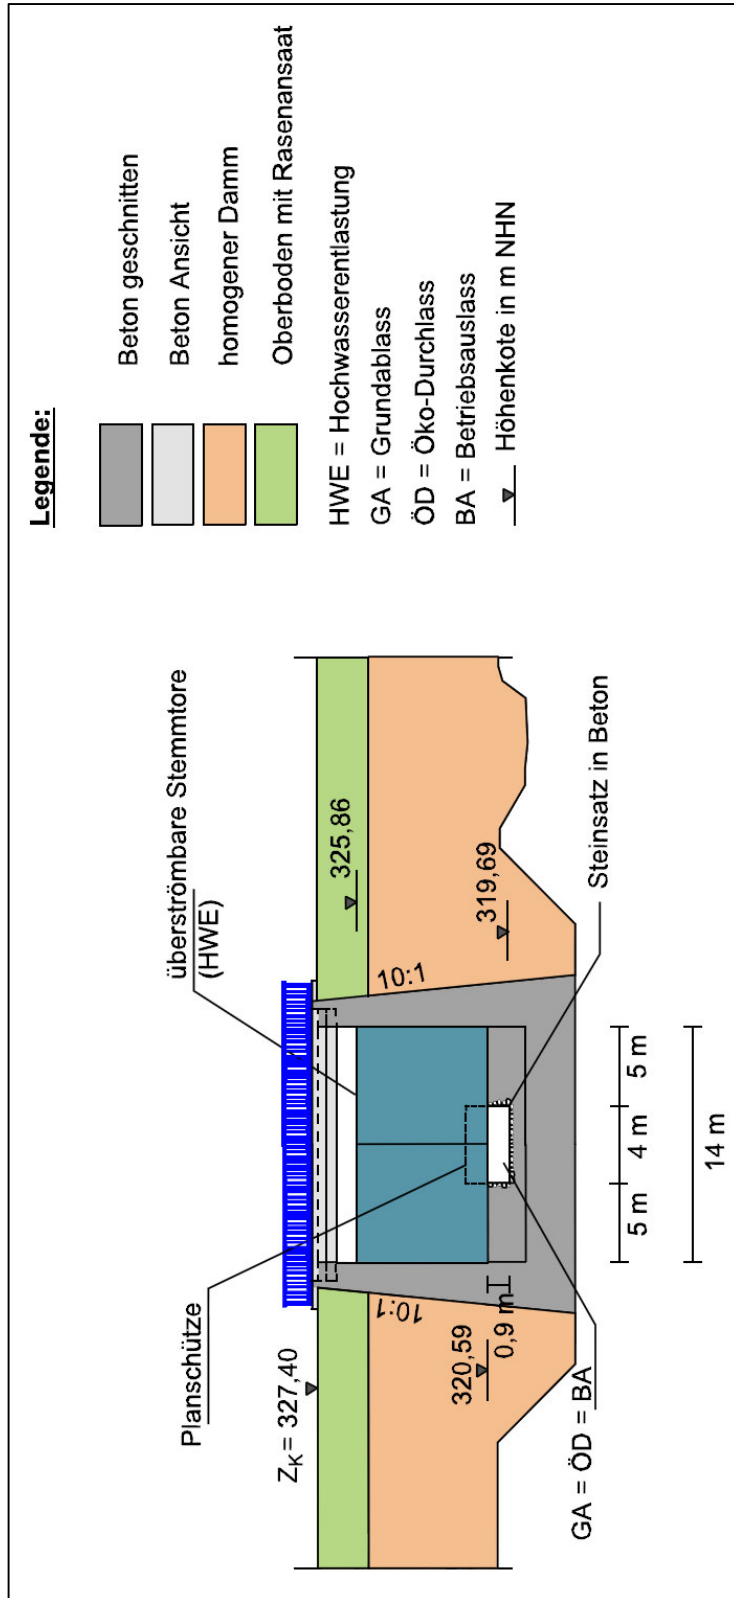 Planschütze
überströmbare Stemmtore
(HWE)
Z_K = 327,40
325,86
10:1
10:1
320,59
319,69
0,9 m
GA = ÖD = BA
Steinsatz in Beton
5 m
4 m
5 m
14 m
Legende:
Beton geschnitten
Beton Ansicht
homogener Damm
Oberboden mit Rasenansaat
HWE = Hochwasserentlastung
GA = Grundablass
ÖD = Öko-Durchlass
BA = Betriebsauslass
Höhenkote in m NHN